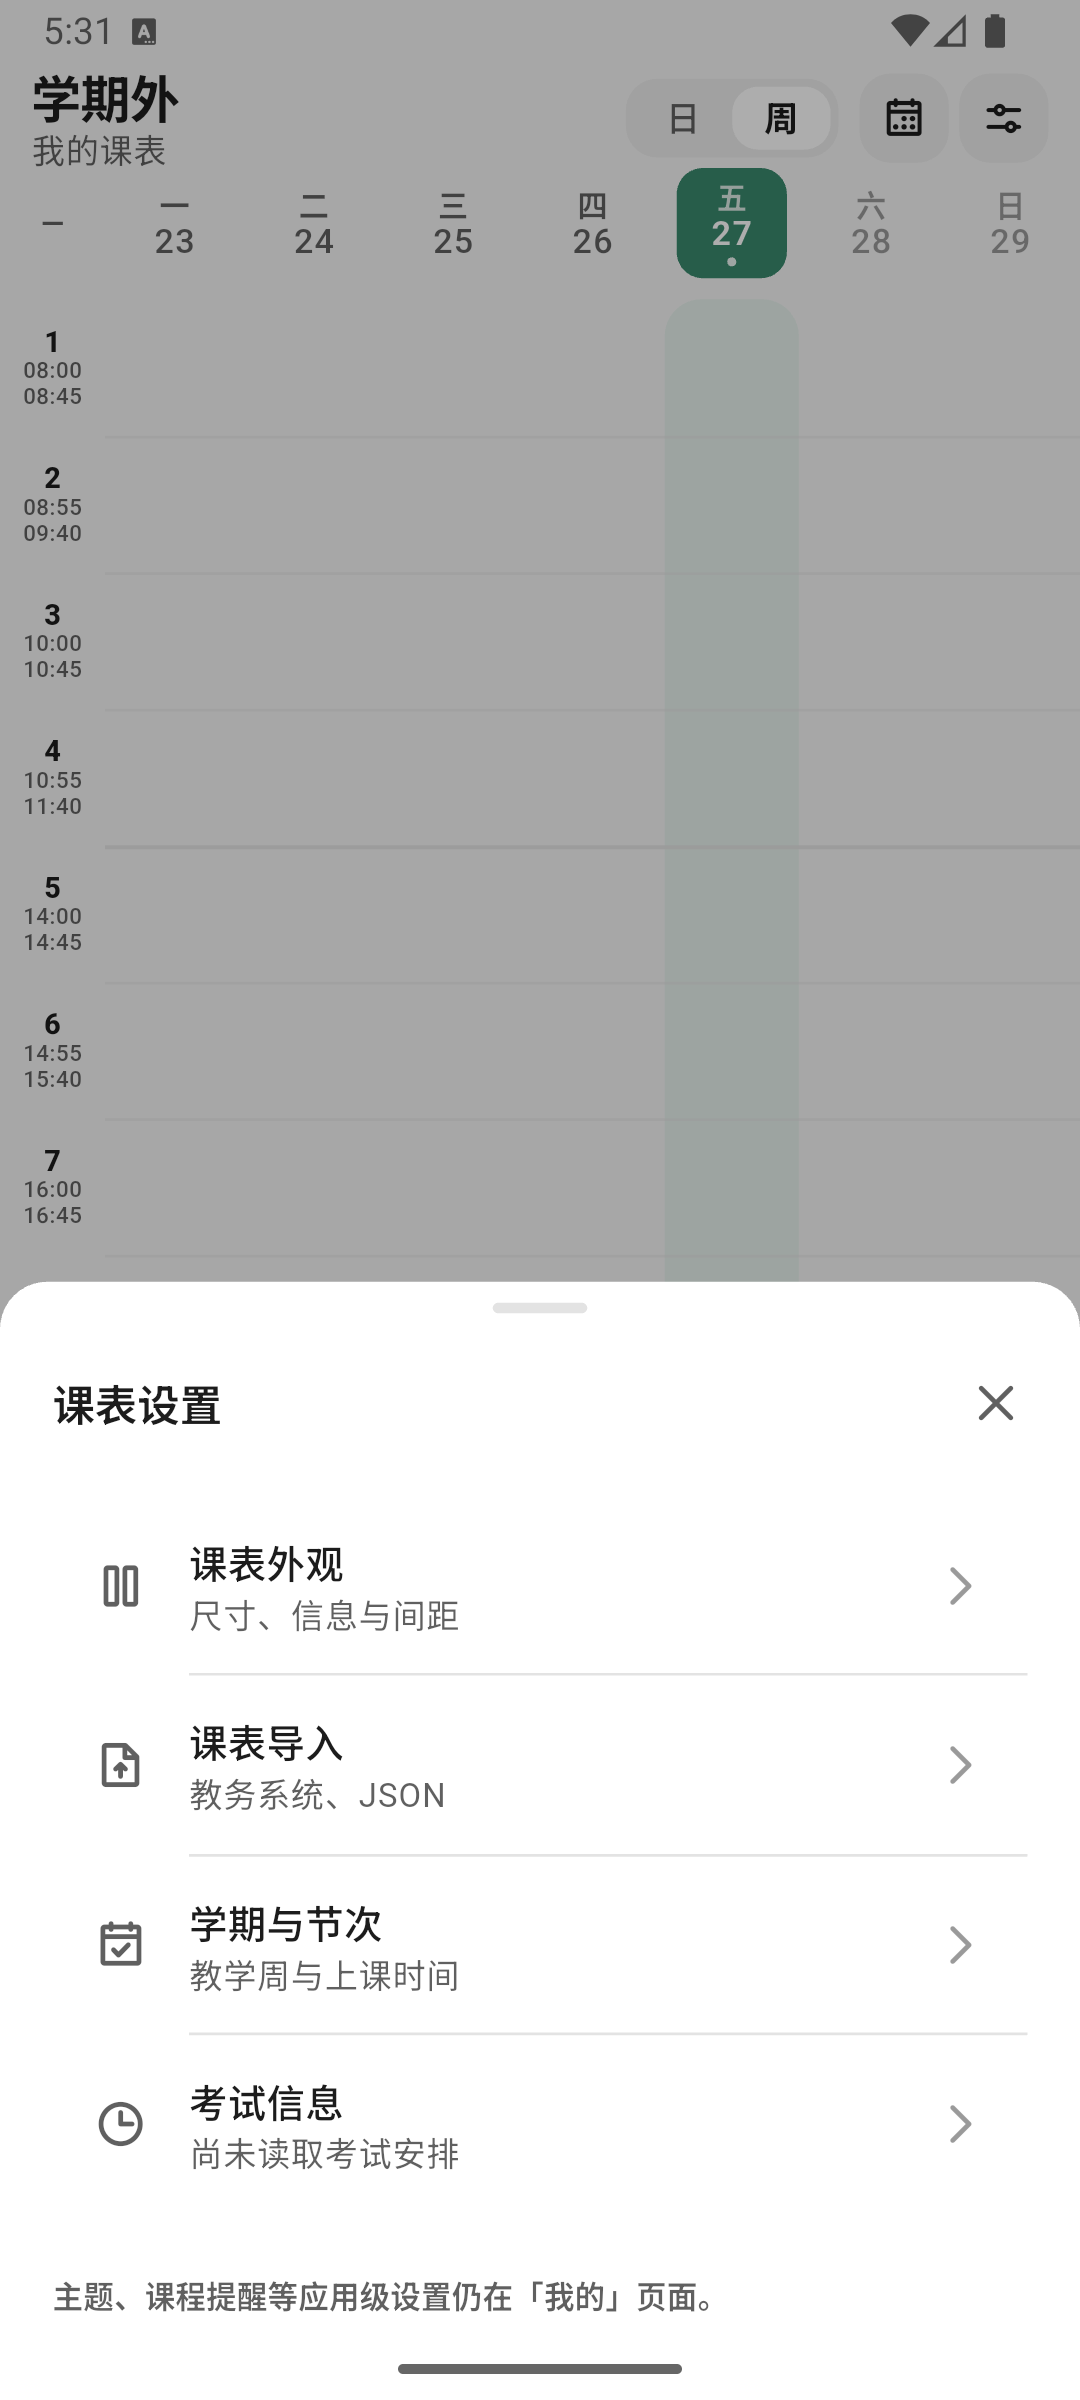 5:31
学期外
我的课表
日 周
一 二 三 四 五 六 日
— 23 24 25 26 27 28 29
1
08:00
08:45
2
08:55
09:40
3
10:00
10:45
4
10:55
11:40
5
14:00
14:45
6
14:55
15:40
7
16:00
16:45
课表设置
课表外观
尺寸、信息与间距
课表导入
教务系统、JSON
学期与节次
教学周与上课时间
考试信息
尚未读取考试安排
主题、课程提醒等应用级设置仍在「我的」页面。